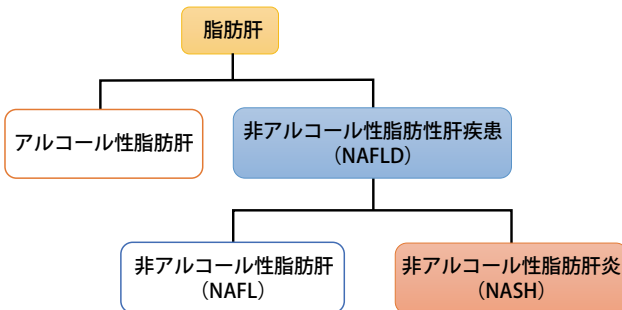 脂肪肝
アルコール性脂肪肝
非アルコール性脂肪性肝疾患
（NAFLD）
非アルコール性脂肪肝
（NAFL）
非アルコール性脂肪肝炎
（NASH）